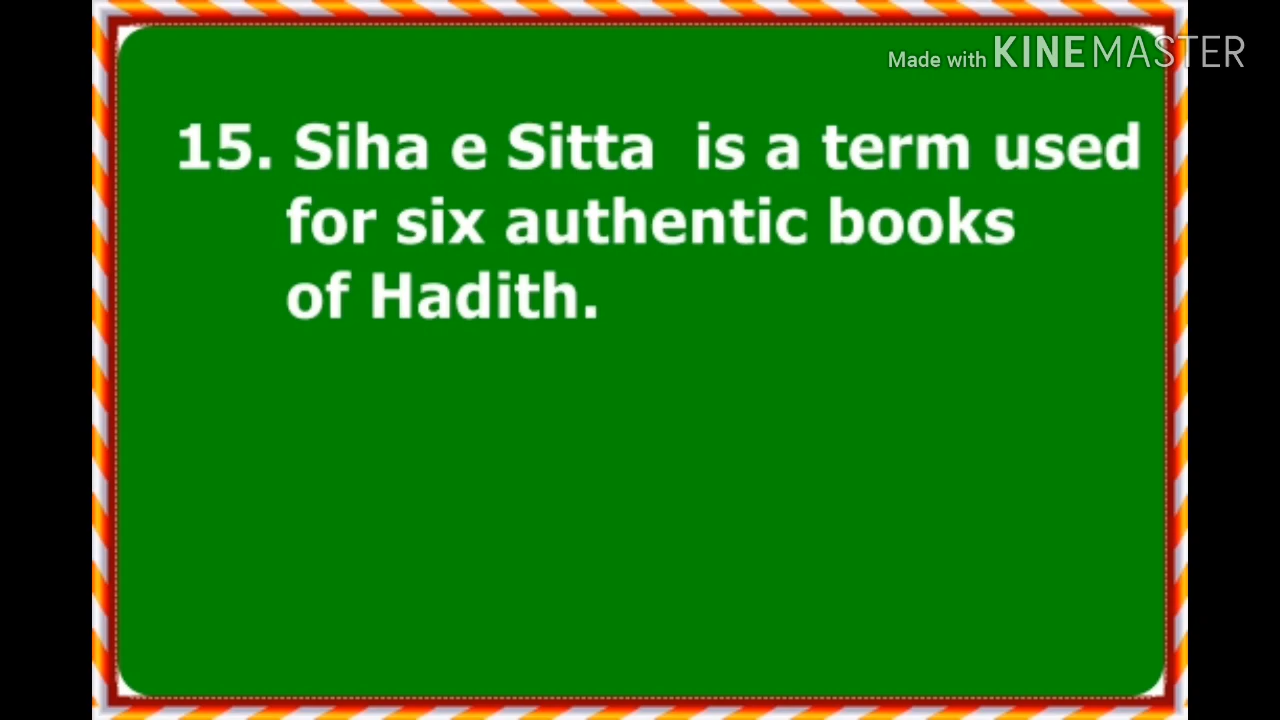 Made with KINEMASTER
15. Siha e Sitta is a term used
for six authentic books
of Hadith.